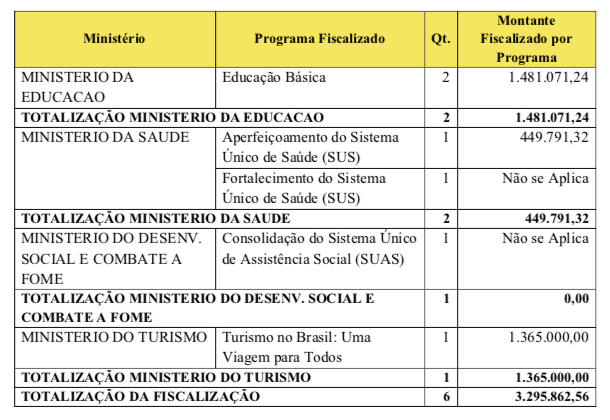 Ministério Programa Fiscalizado Qt. Montante
Fiscalizado por
Programa
MINISTERIO DA Educação Básica 2 1.481.071,24
EDUCACAO
TOTALIZAÇÃO MINISTERIO DA EDUCACAO 2 1.481.071,24
MINISTERIO DA SAUDE Aperfeiçoamento do Sistema 1 449.791,32
Único de Saúde (SUS)
Fortalecimento do Sistema 1 Não se Aplica
Único de Saúde (SUS)
TOTALIZAÇÃO MINISTERIO DA SAUDE 2 449.791,32
MINISTERIO DO DESENV. Consolidação do Sistema Único 1 Não se Aplica
SOCIAL E COMBATE A de Assistência Social (SUAS)
FOME
TOTALIZAÇÃO MINISTERIO DO DESENV. SOCIAL E 1 0,00
COMBATE A FOME
MINISTERIO DO TURISMO Turismo no Brasil: Uma 1 1.365.000,00
Viagem para Todos
TOTALIZAÇÃO MINISTERIO DO TURISMO 1 1.365.000,00
TOTALIZAÇÃO DA FISCALIZAÇÃO 6 3.295.862,56